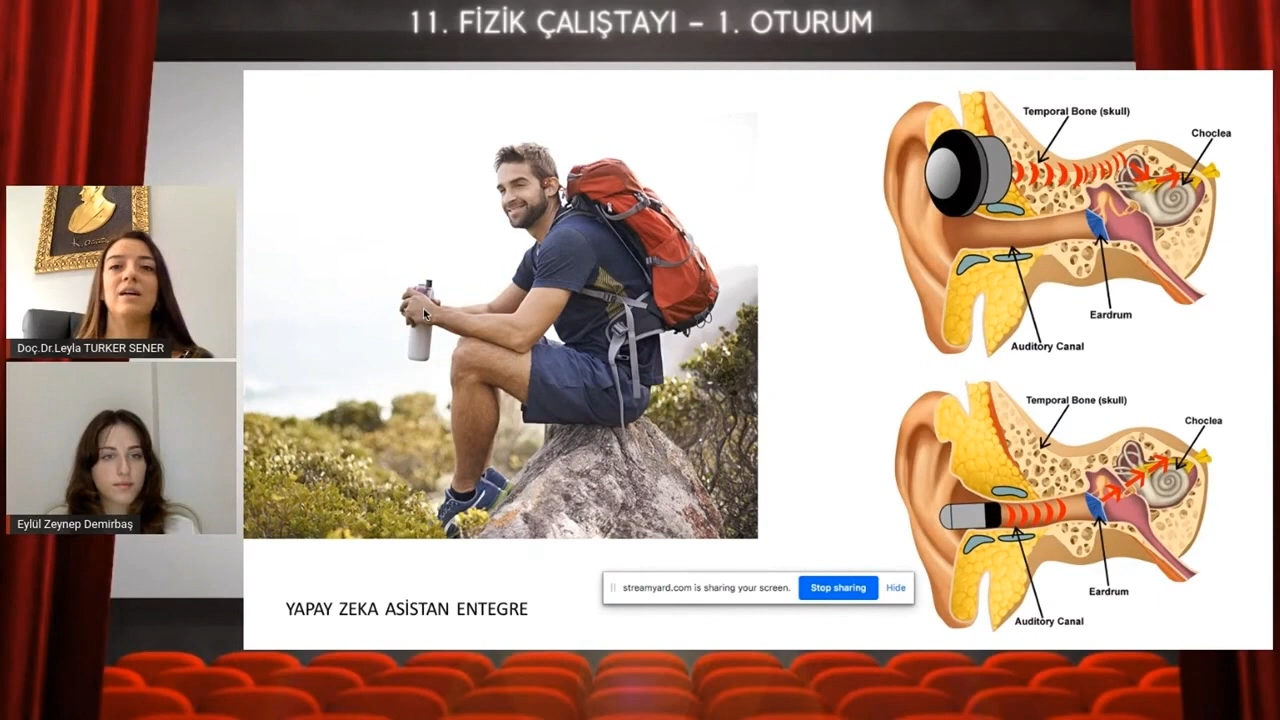 11. FİZİK ÇALIŞTAYI – 1. OTURUM
Doç.Dr.Leyla TURKER SENER
Eylül Zeynep Demirbaş
Temporal Bone (skull)
Choclea
Eardrum
Auditory Canal
Temporal Bone (skull)
Choclea
Eardrum
Auditory Canal
streamyard.com is sharing your screen.
Stop sharing
Hide
YAPAY ZEKA ASİSTAN ENTEGRE